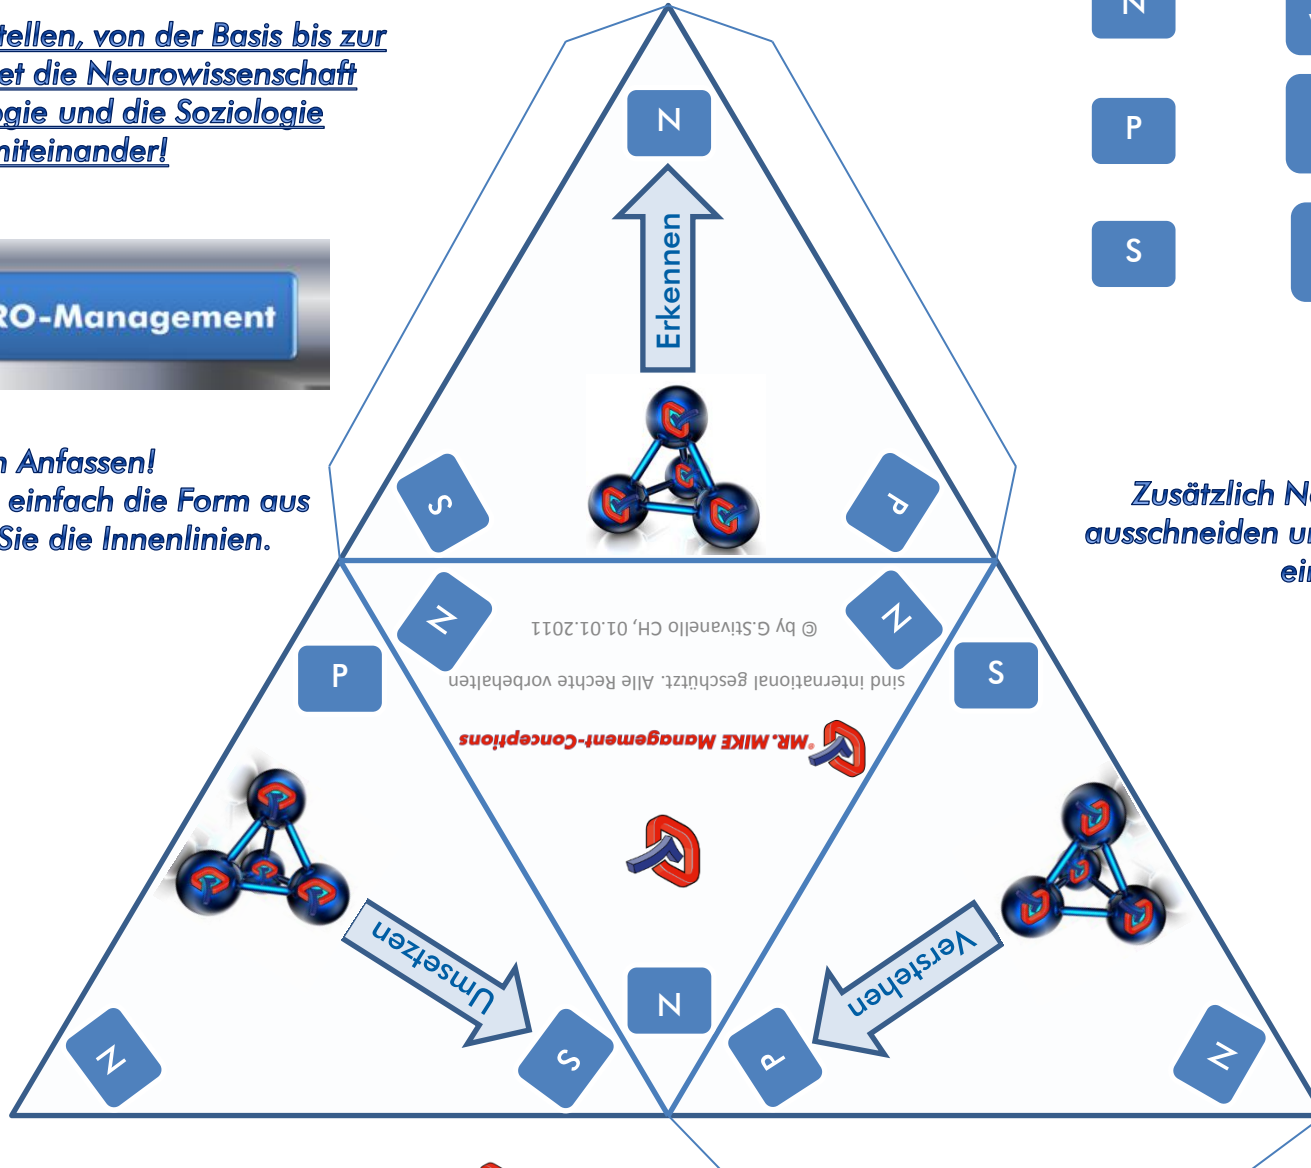 tellen, von der Basis bis zur
et die Neurowissenschaft
ogie und die Soziologie
miteinander!
RO-Management
n Anfassen!
einfach die Form aus
Sie die Innenlinien.
N
Erkennen
S
P
N
P
S
Zusätzlich
ausschneiden
N
N
© by G.Stivanello CH, 01.01.2011
sind international geschützt. Alle Rechte vorbehalten
"MR. MIKE Management-Conceptions
N
P
Umsetzen
N
S
S
Verstehen
P
N